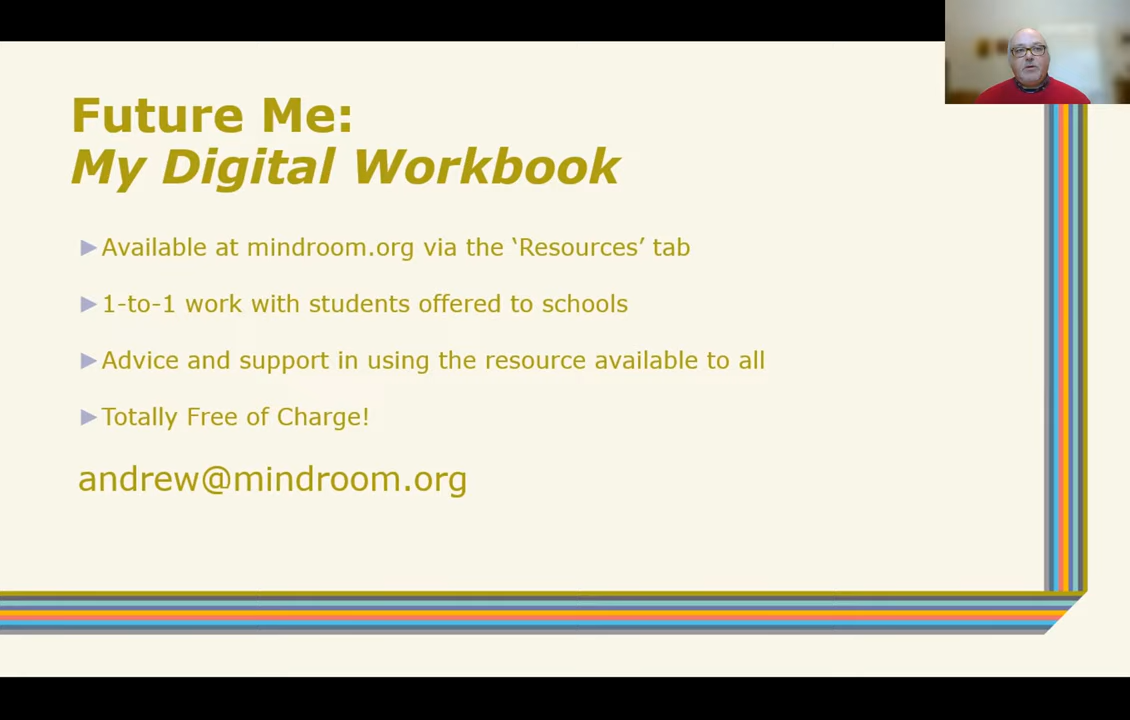 Future Me:
My Digital Workbook
►Available at mindroom.org via the ‘Resources’ tab
►1-to-1 work with students offered to schools
►Advice and support in using the resource available to all
►Totally Free of Charge!
andrew@mindroom.org